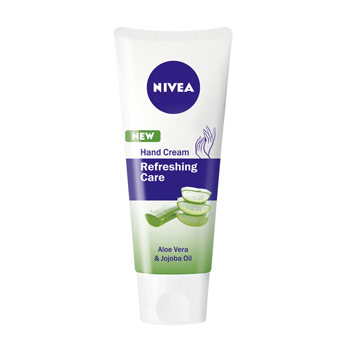 NIVEA
NEW
Hand Cream
Refreshing
Care
Aloe Vera
& Jojoba Oil